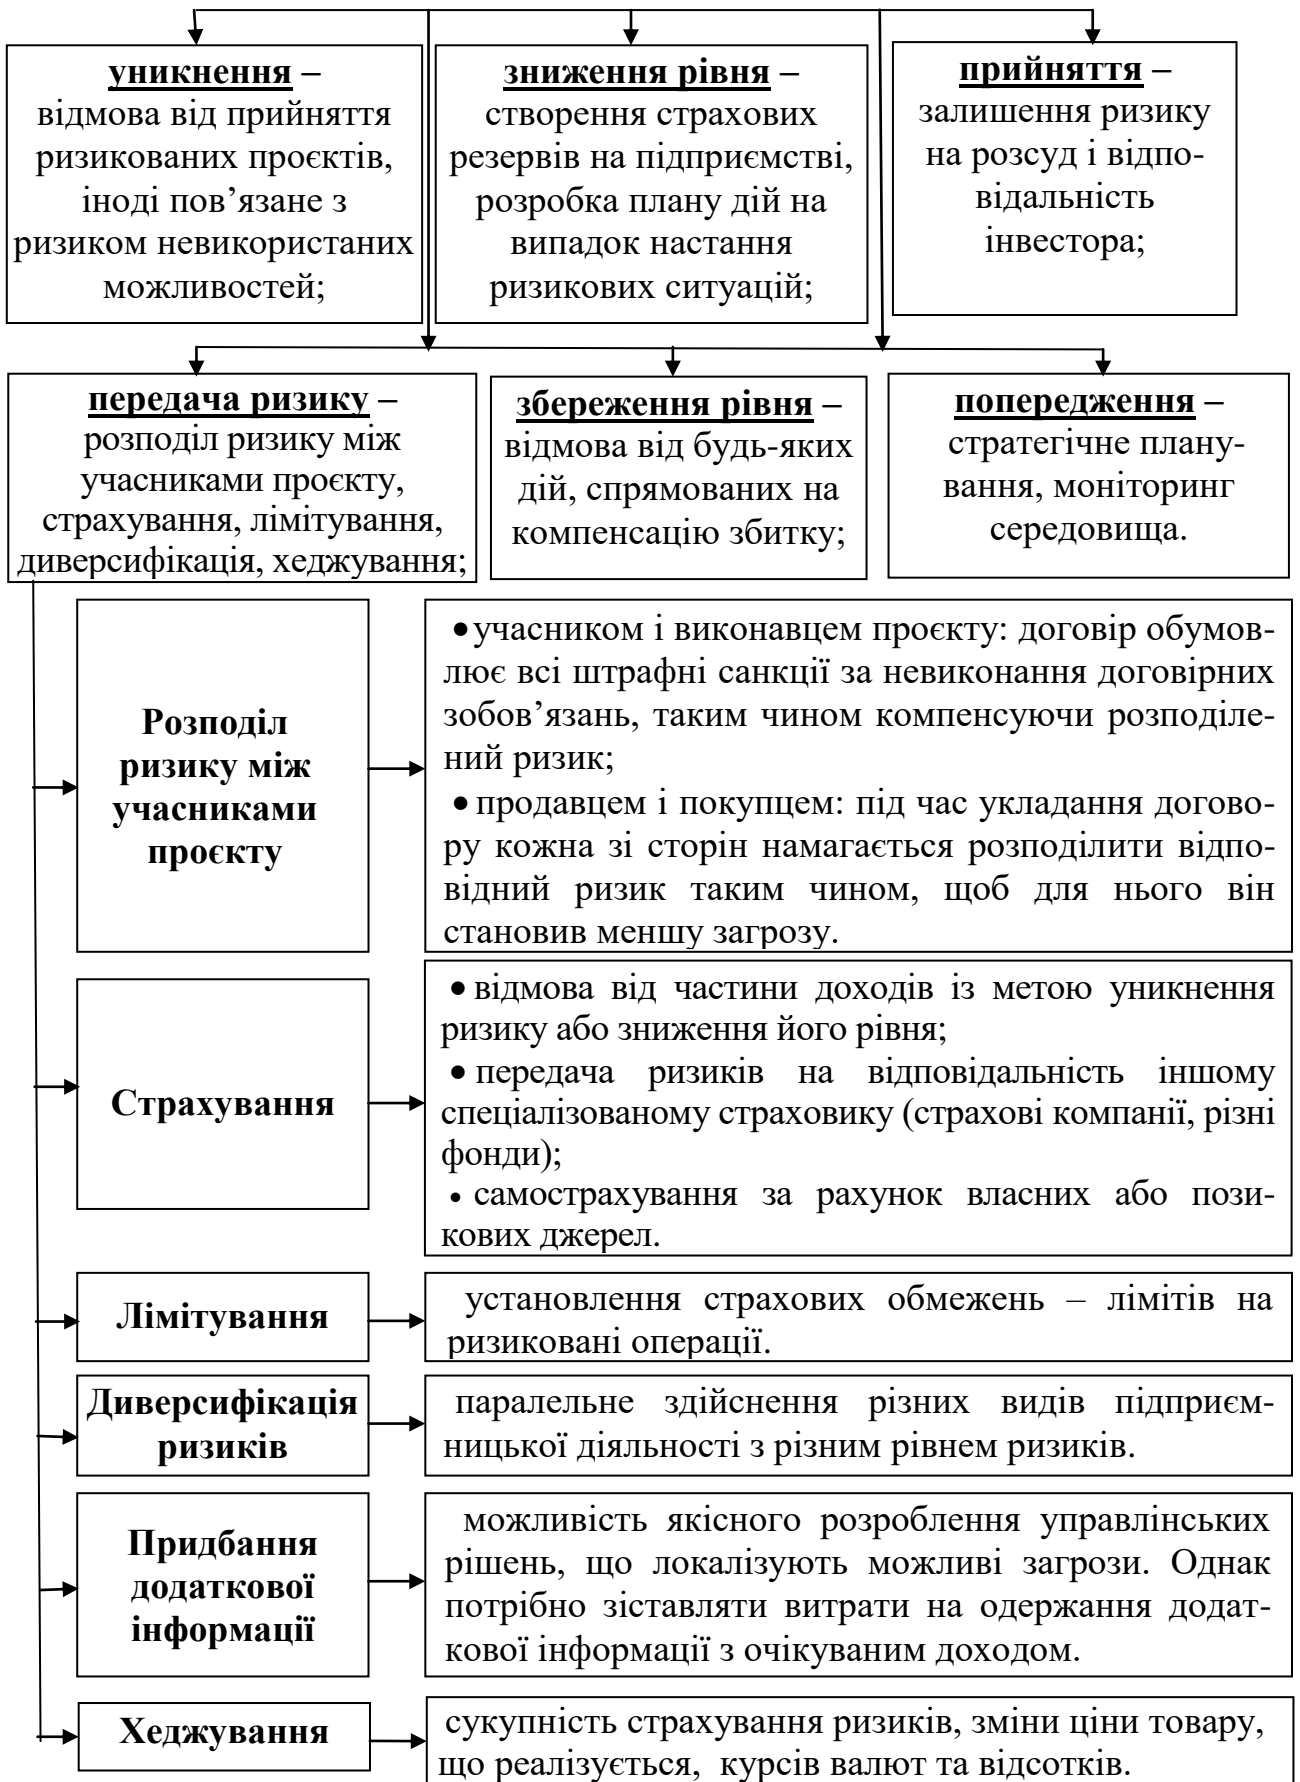 уникнення –
відмова від прийняття
ризикованих проєктів,
іноді пов’язане з
ризиком невикористаних
можливостей;
зниження рівня –
створення страхових
резервів на підприємстві,
розробка плану дій на
випадок настання
ризикових ситуацій;
прийняття –
залишення ризику
на розсуд і відпо-
відальність
інвестора;
передача ризику –
розподіл ризику між
учасниками проєкту,
страхування, лімітування,
диверсифікація, хеджування;
збереження рівня –
відмова від будь-яких
дій, спрямованих на
компенсацію збитку;
попередження –
стратегічне плану-
вання, моніторинг
середовища.
Розподіл
ризику між
учасниками
проєкту
• учасником і виконавцем проєкту: договір обумов-
лює всі штрафні санкції за невиконання договірних
зобов’язань, таким чином компенсуючи розподіле-
ний ризик;
• продавцем і покупцем: під час укладання догово-
ру кожна зі сторін намагається розподілити відпо-
відний ризик таким чином, щоб для нього він
становив меншу загрозу.
Страхування
• відмова від частини доходів із метою уникнення
ризику або зниження його рівня;
• передача ризиків на відповідальність іншому
спеціалізованому страховику (страхові компанії, різні
фонди);
• самострахування за рахунок власних або пози-
кових джерел.
Лімітування
установлення страхових обмежень – лімітів на
ризиковані операції.
Диверсифікація
ризиків
паралельне здійснення різних видів підприєм-
ницької діяльності з різним рівнем ризиків.
Придбання
додаткової
інформації
можливість якісного розроблення управлінських
рішень, що локалізують можливі загрози. Однак
потрібно зіставляти витрати на одержання додат-
кової інформації з очікуваним доходом.
Хеджування
сукупність страхування ризиків, зміни ціни товару,
що реалізується, курсів валют та відсотків.